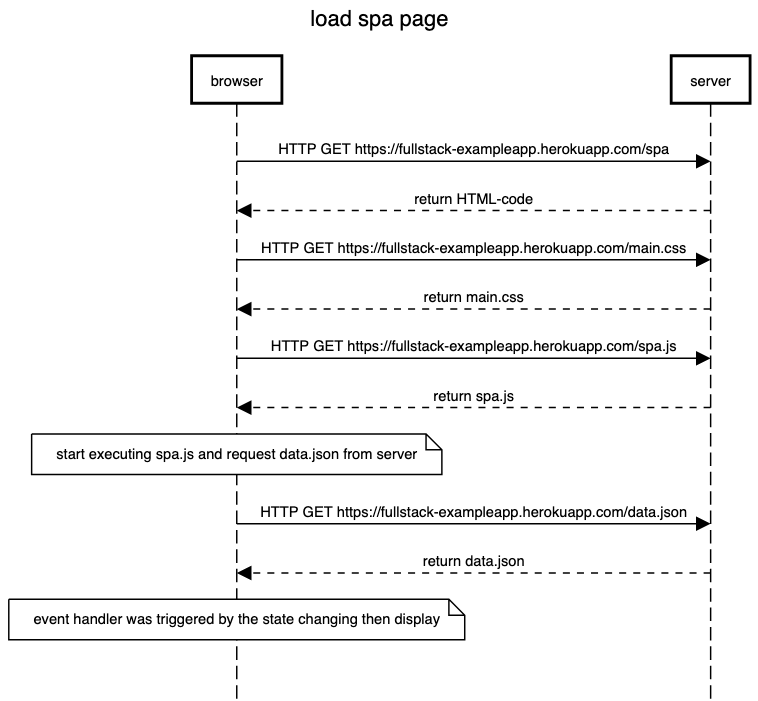 load spa page
browser
server
HTTP GET https://fullstack-exampleapp.herokuapp.com/spa
return HTML-code
HTTP GET https://fullstack-exampleapp.herokuapp.com/main.css
return main.css
HTTP GET https://fullstack-exampleapp.herokuapp.com/spa.js
return spa.js
start executing spa.js and request data.json from server
HTTP GET https://fullstack-exampleapp.herokuapp.com/data.json
return data.json
event handler was triggered by the state changing then display